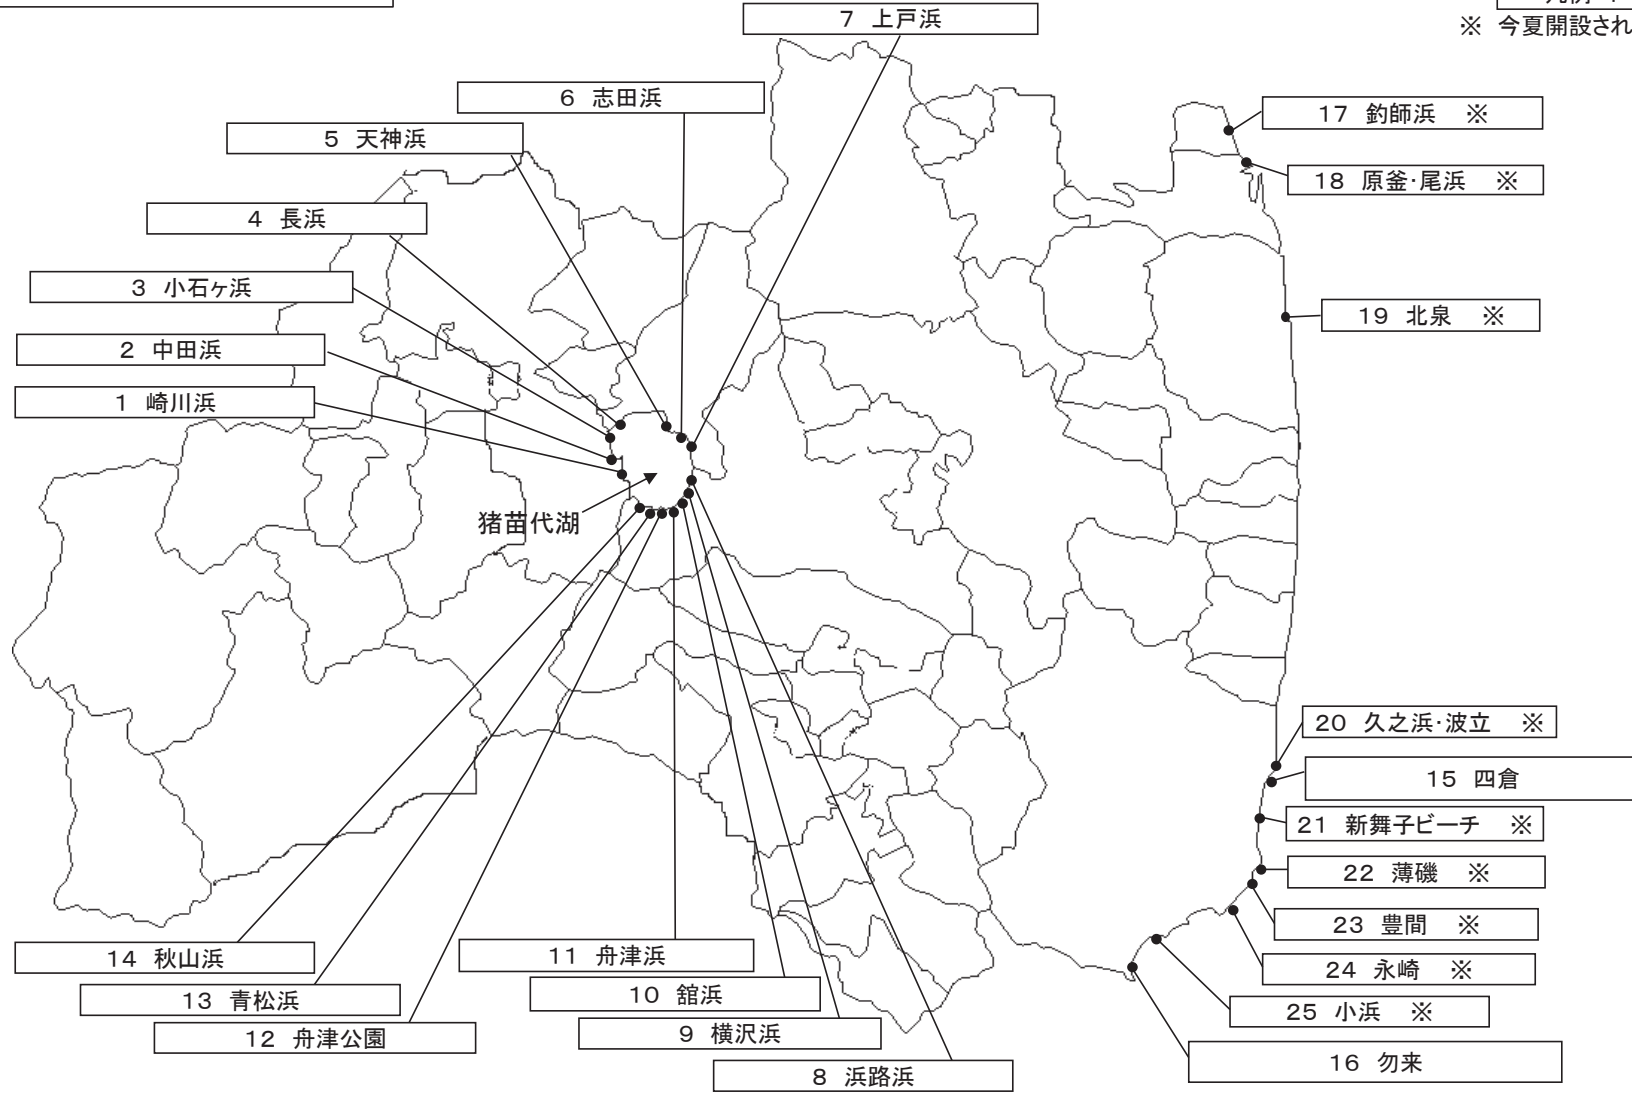 7 上戸浜
※ 今夏開設され
6 志田浜
5 天神浜
4 長浜
3 小石ヶ浜
2 中田浜
1 崎川浜
猪苗代湖
17 釣師浜 ※
18 原釜･尾浜 ※
19 北泉 ※
20 久之浜･波立 ※
15 四倉
21 新舞子ビーチ ※
22 薄磯 ※
23 豊間 ※
24 永崎 ※
25 小浜 ※
16 勿来
14 秋山浜
13 青松浜
12 舟津公園
11 舟津浜
10 舘浜
9 横沢浜
8 浜路浜